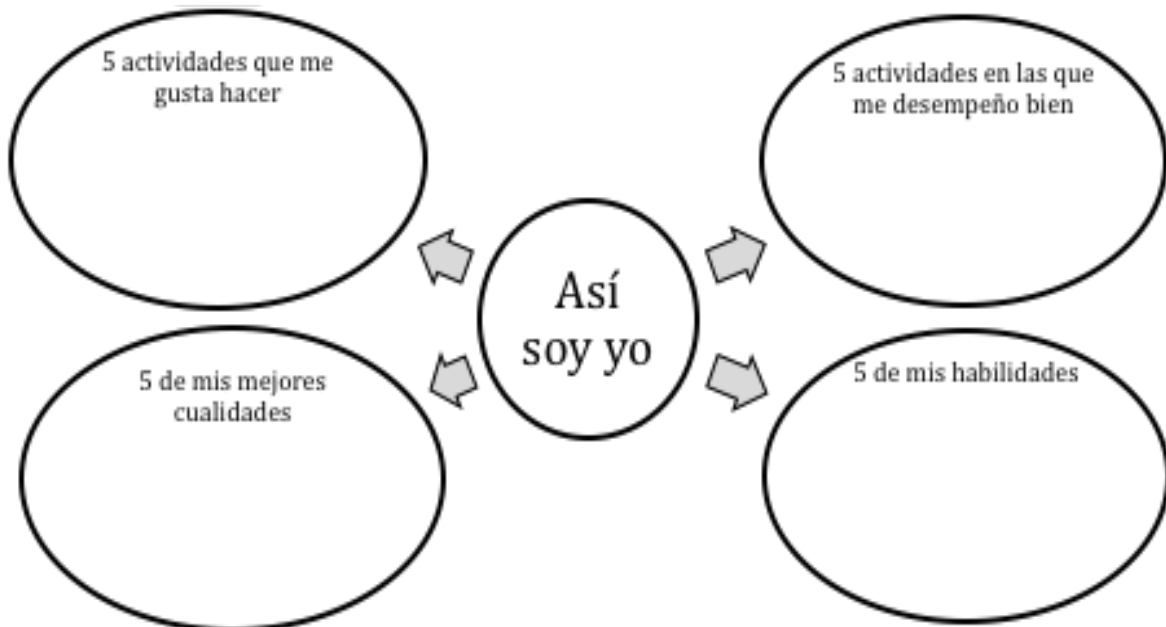 5 actividades que me
gusta hacer
5 actividades en las que
me desempeño bien
Así
soy yo
5 de mis mejores
cualidades
5 de mis habilidades